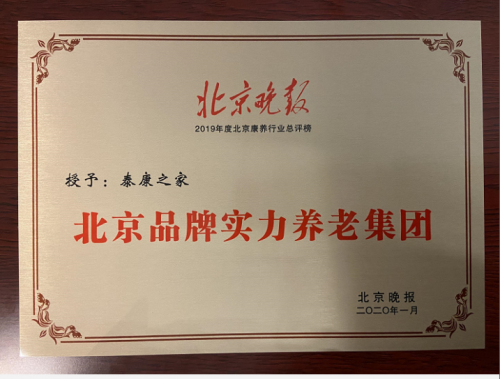 北京晚报
2019年度北京康养行业总评榜
授予：泰康之家
北京品牌实力养老集团
北京晚报
二〇二〇年一月